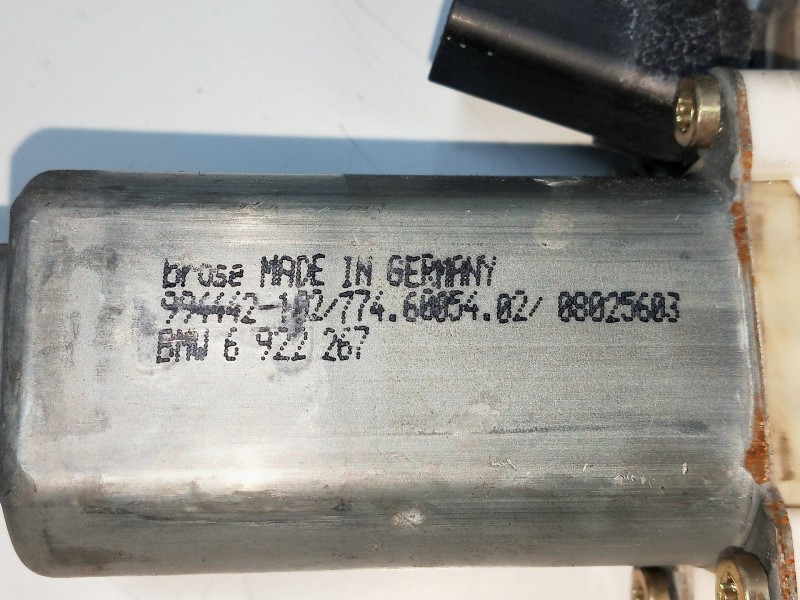 brose MADE IN GERMANY
994442-102/774.60054.02/ 08025603
BMW 6 922 267